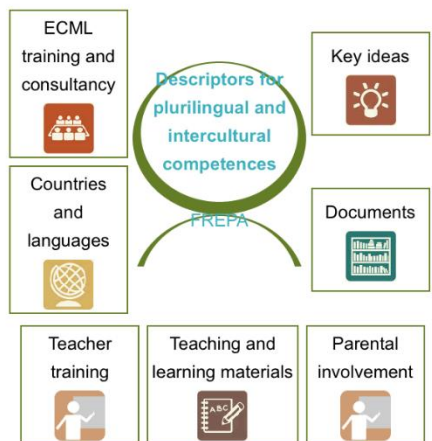 ECML
training and
consultancy
Descriptors for
plurilingual and
intercultural
competences
FREPA
Key ideas
Countries
and
languages
Documents
Teacher
training
Teaching and
learning materials
ABC
Parental
involvement